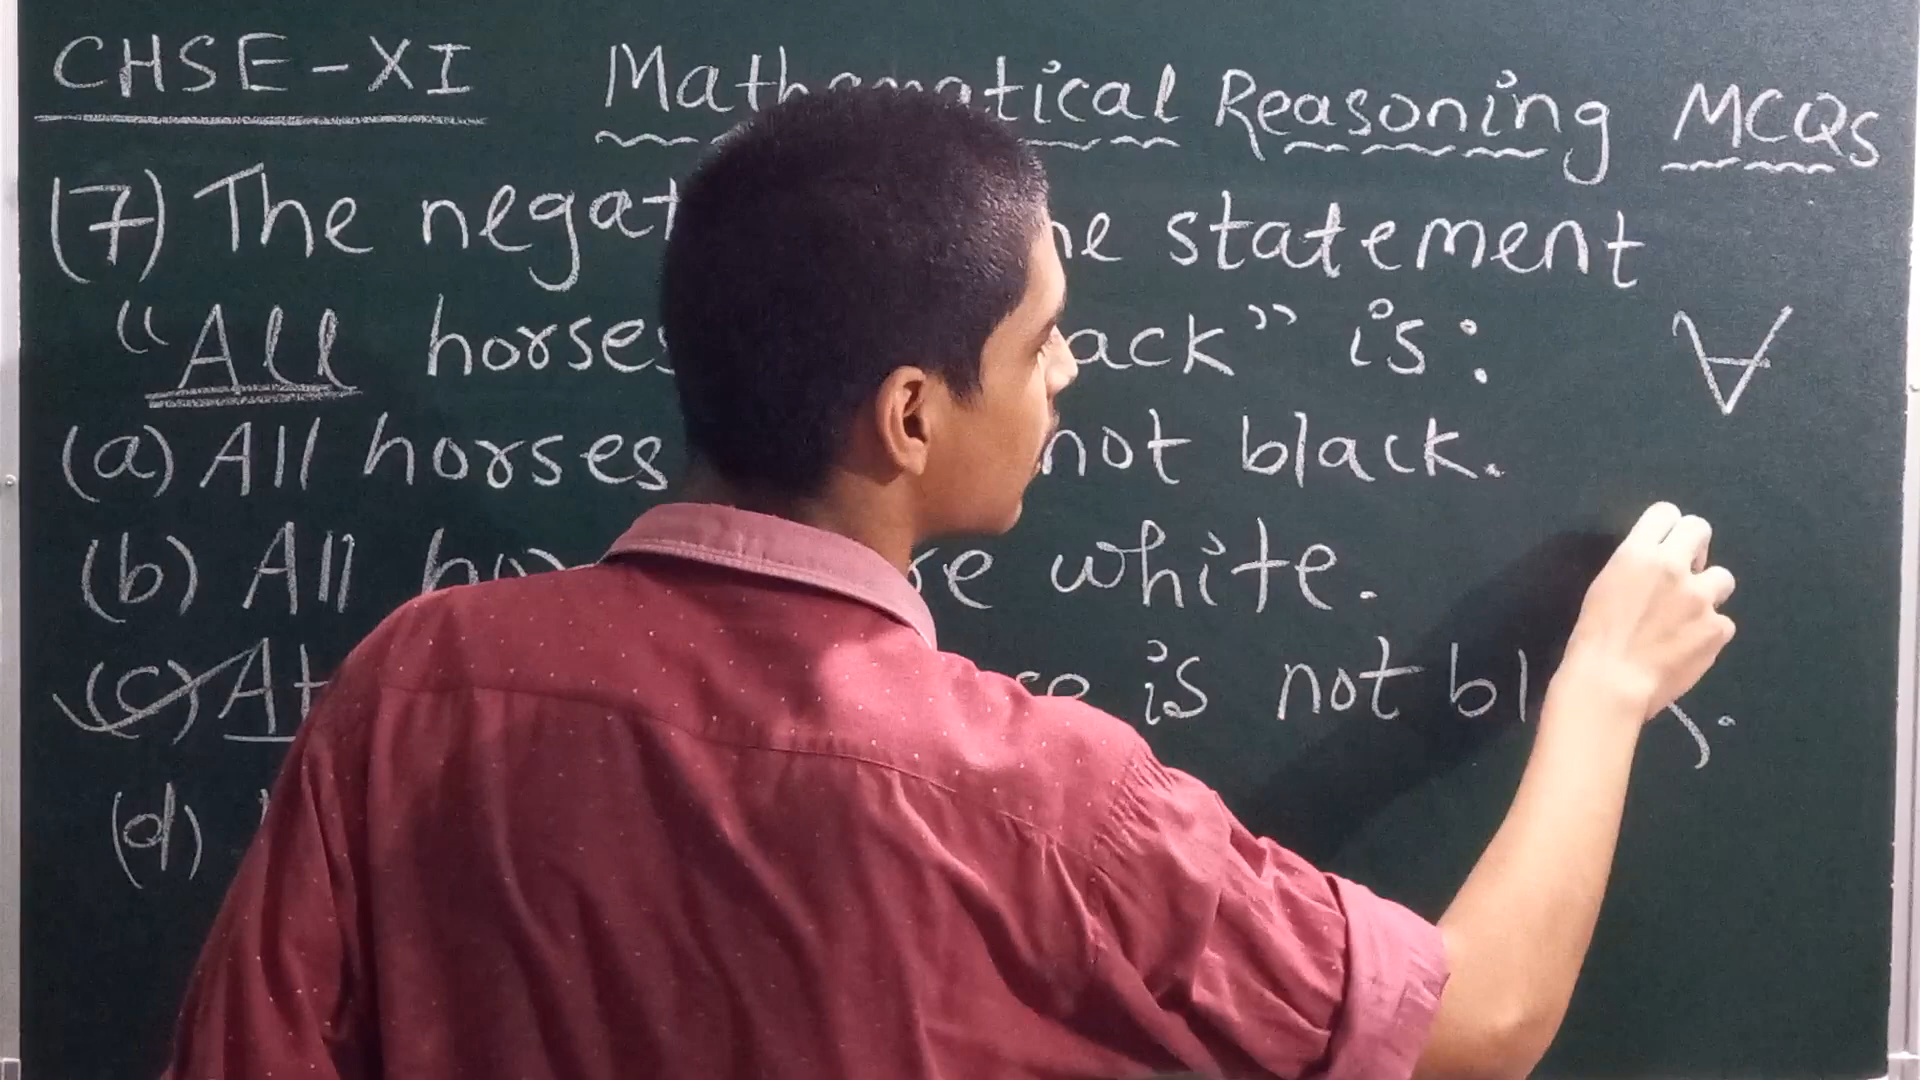 CHSE-XI Mathematical Reasoning MCQs
(7) The negat statement
"All horses ack" is: ∀
(a) All horses not black.
(b) All white.
(c) At is not bl
(d)